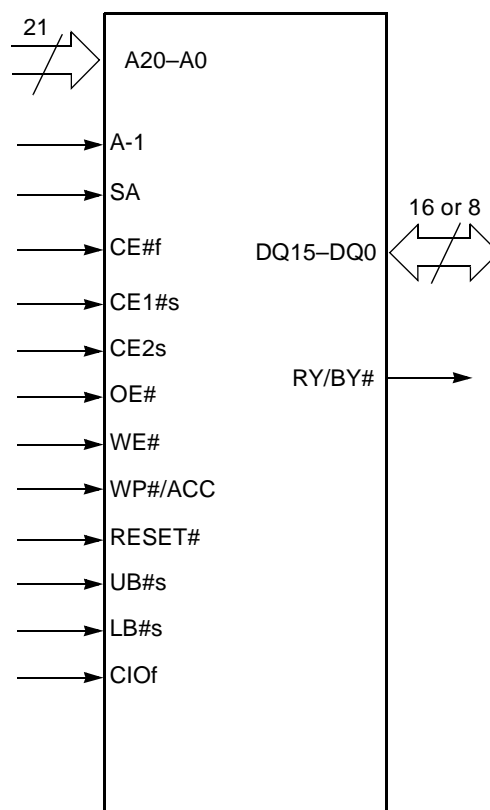 21
A20–A0
A-1
SA
16 or 8
CE#f
DQ15–DQ0
CE1#s
CE2s
RY/BY#
OE#
WE#
WP#/ACC
RESET#
UB#s
LB#s
CIOf